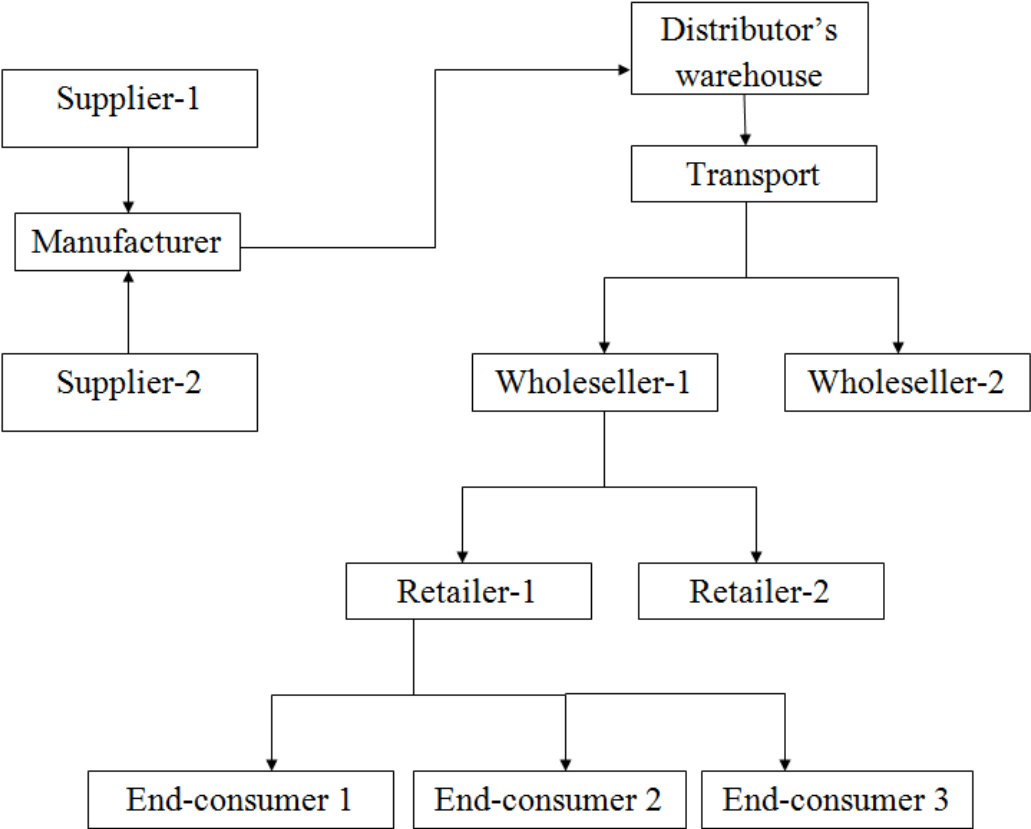 Distributor’s
warehouse
Supplier-1
Transport
Manufacturer
Supplier-2
Wholeseller-1
Wholeseller-2
Retailer-1
Retailer-2
End-consumer 1
End-consumer 2
End-consumer 3